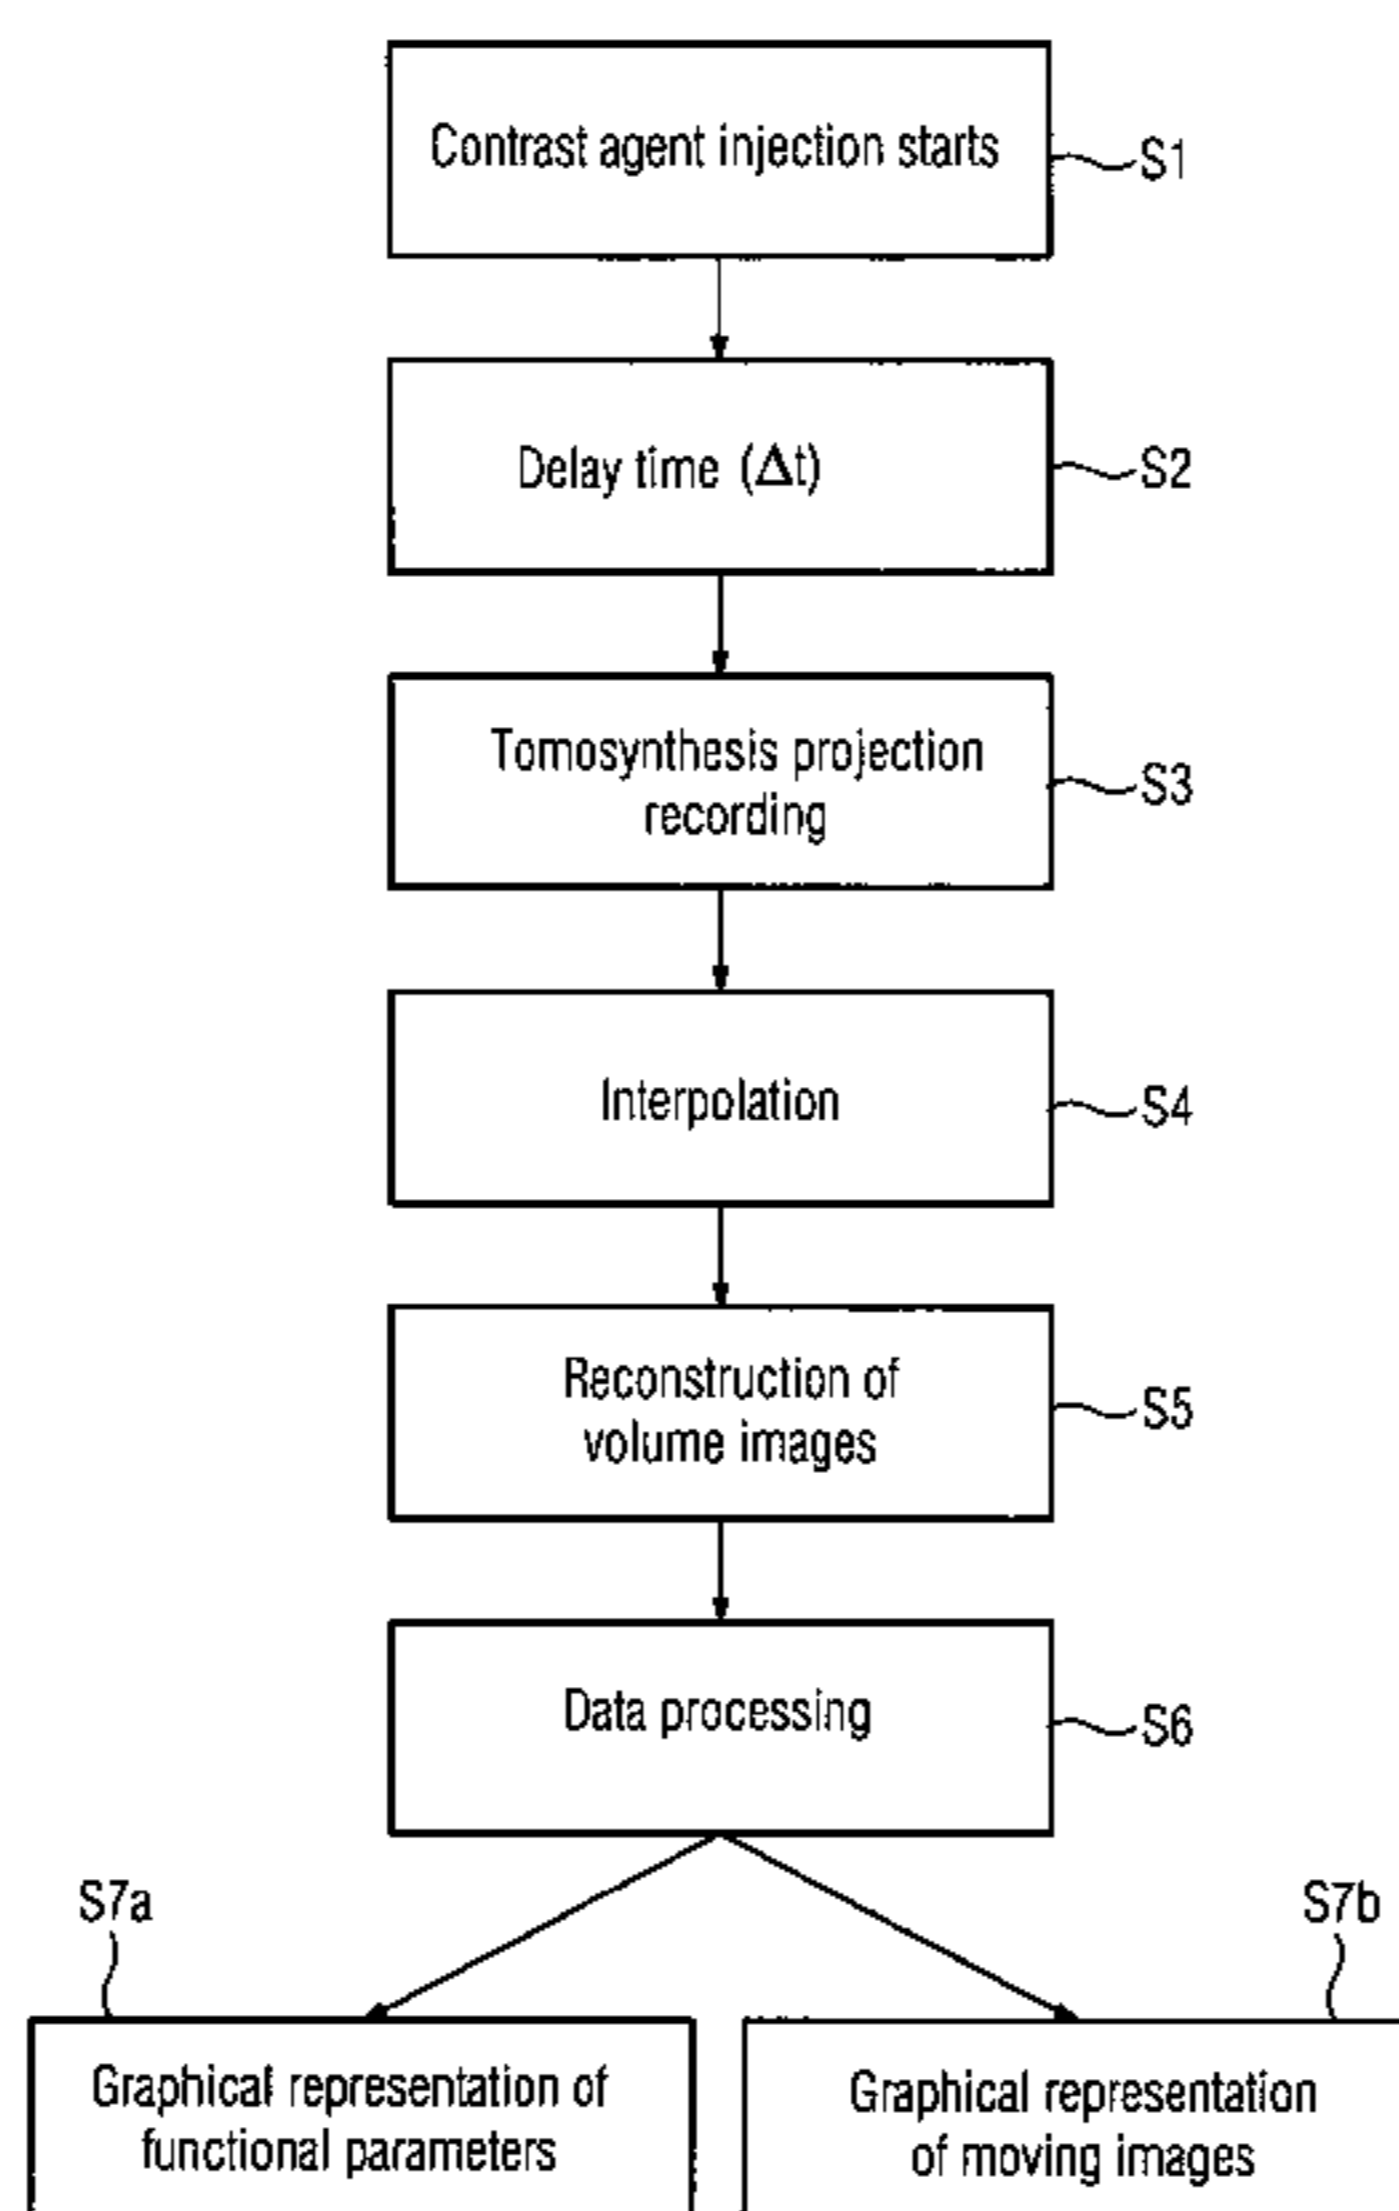 Contrast agent injection starts
S1
Delay time (Δt)
S2
Tomosynthesis projection
recording
S3
Interpolation
S4
Reconstruction of
volume images
S5
Data processing
S6
S7a
S7b
Graphical representation of
functional parameters
Graphical representation
of moving images